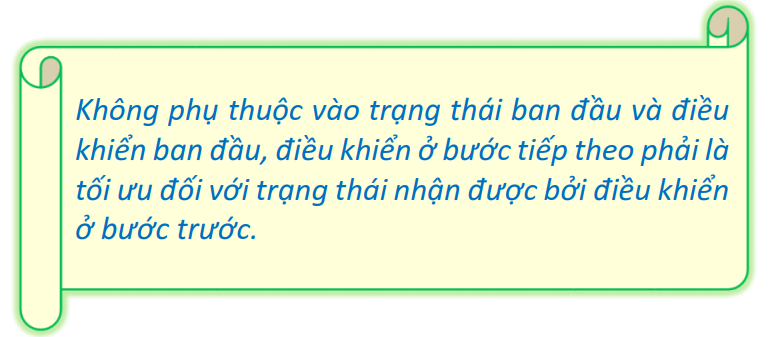 Không phụ thuộc vào trạng thái ban đầu và điều
khiển ban đầu, điều khiển ở bước tiếp theo phải là
tối ưu đối với trạng thái nhận được bởi điều khiển
ở bước trước.